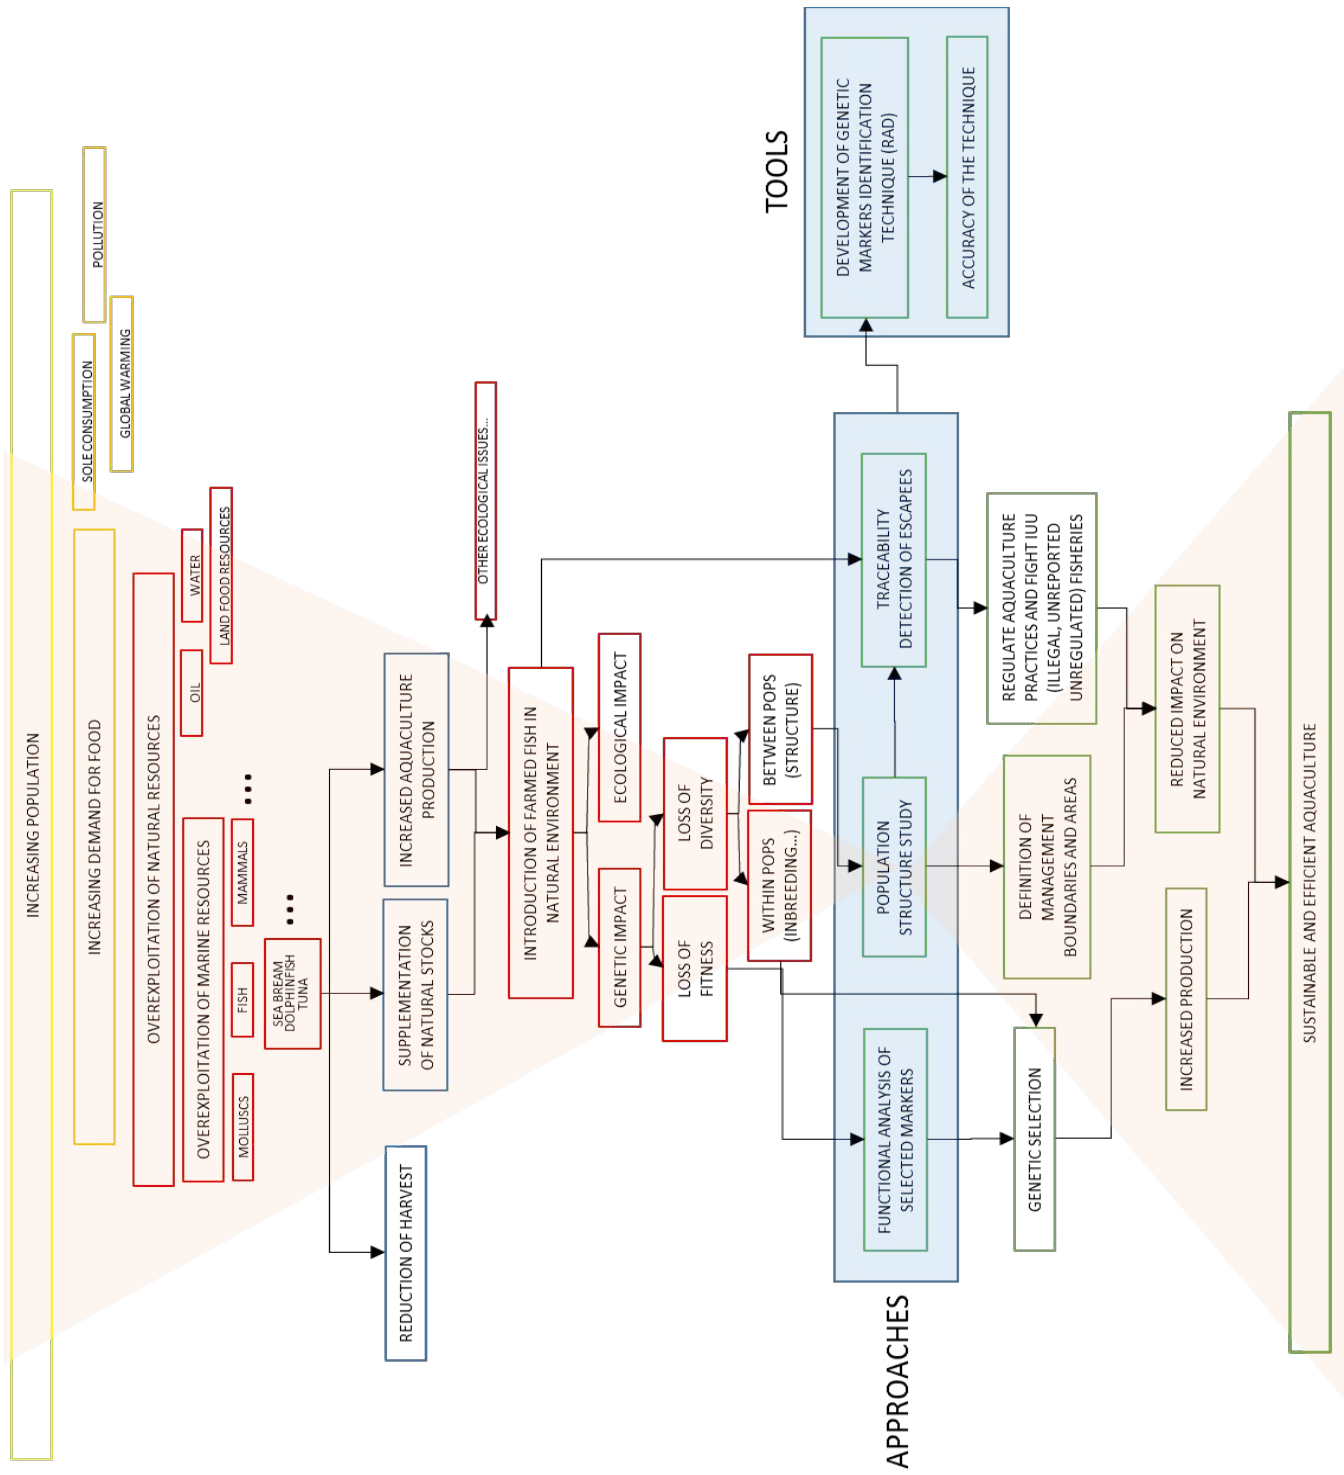 INCREASING POPULATION
INCREASING DEMAND FOR FOOD
SOLE CONSUMPTION
POLLUTION
GLOBAL WARMING
OVEREXPLOITATION OF NATURAL RESOURCES
OVEREXPLOITATION OF MARINE RESOURCES
OIL
WATER
LAND FOOD RESOURCES
MOLLUSCS
FISH
MAMMALS
...
SEA BREAM
DOLPHINFISH
TUNA
...
REDUCTION OF HARVEST
SUPPLEMENTATION
OF NATURAL STOCKS
INCREASED AQUACULTURE
PRODUCTION
OTHER ECOLOGICAL ISSUES...
INTRODUCTION OF FARMED FISH IN
NATURAL ENVIRONMENT
GENETIC IMPACT
ECOLOGICAL IMPACT
LOSS OF
FITNESS
LOSS OF
DIVERSITY
WITHIN POPS
(INBREEDING...)
BETWEEN POPS
(STRUCTURE)
APPROACHES
FUNCTIONAL ANALYSIS OF
SELECTED MARKERS
POPULATION
STRUCTURE STUDY
TRACEABILITY
DETECTION OF ESCAPEES
TOOLS
DEVELOPMENT OF GENETIC
MARKERS IDENTIFICATION
TECHNIQUE (RAD)
ACCURACY OF THE TECHNIQUE
GENETIC SELECTION
DEFINITION OF
MANAGEMENT
BOUNDARIES AND AREAS
REGULATE AQUACULTURE
PRACTICES AND FIGHT IUU
(ILLEGAL, UNREPORTED
UNREGULATED) FISHERIES
INCREASED PRODUCTION
REDUCED IMPACT ON
NATURAL ENVIRONMENT
SUSTAINABLE AND EFFICIENT AQUACULTURE